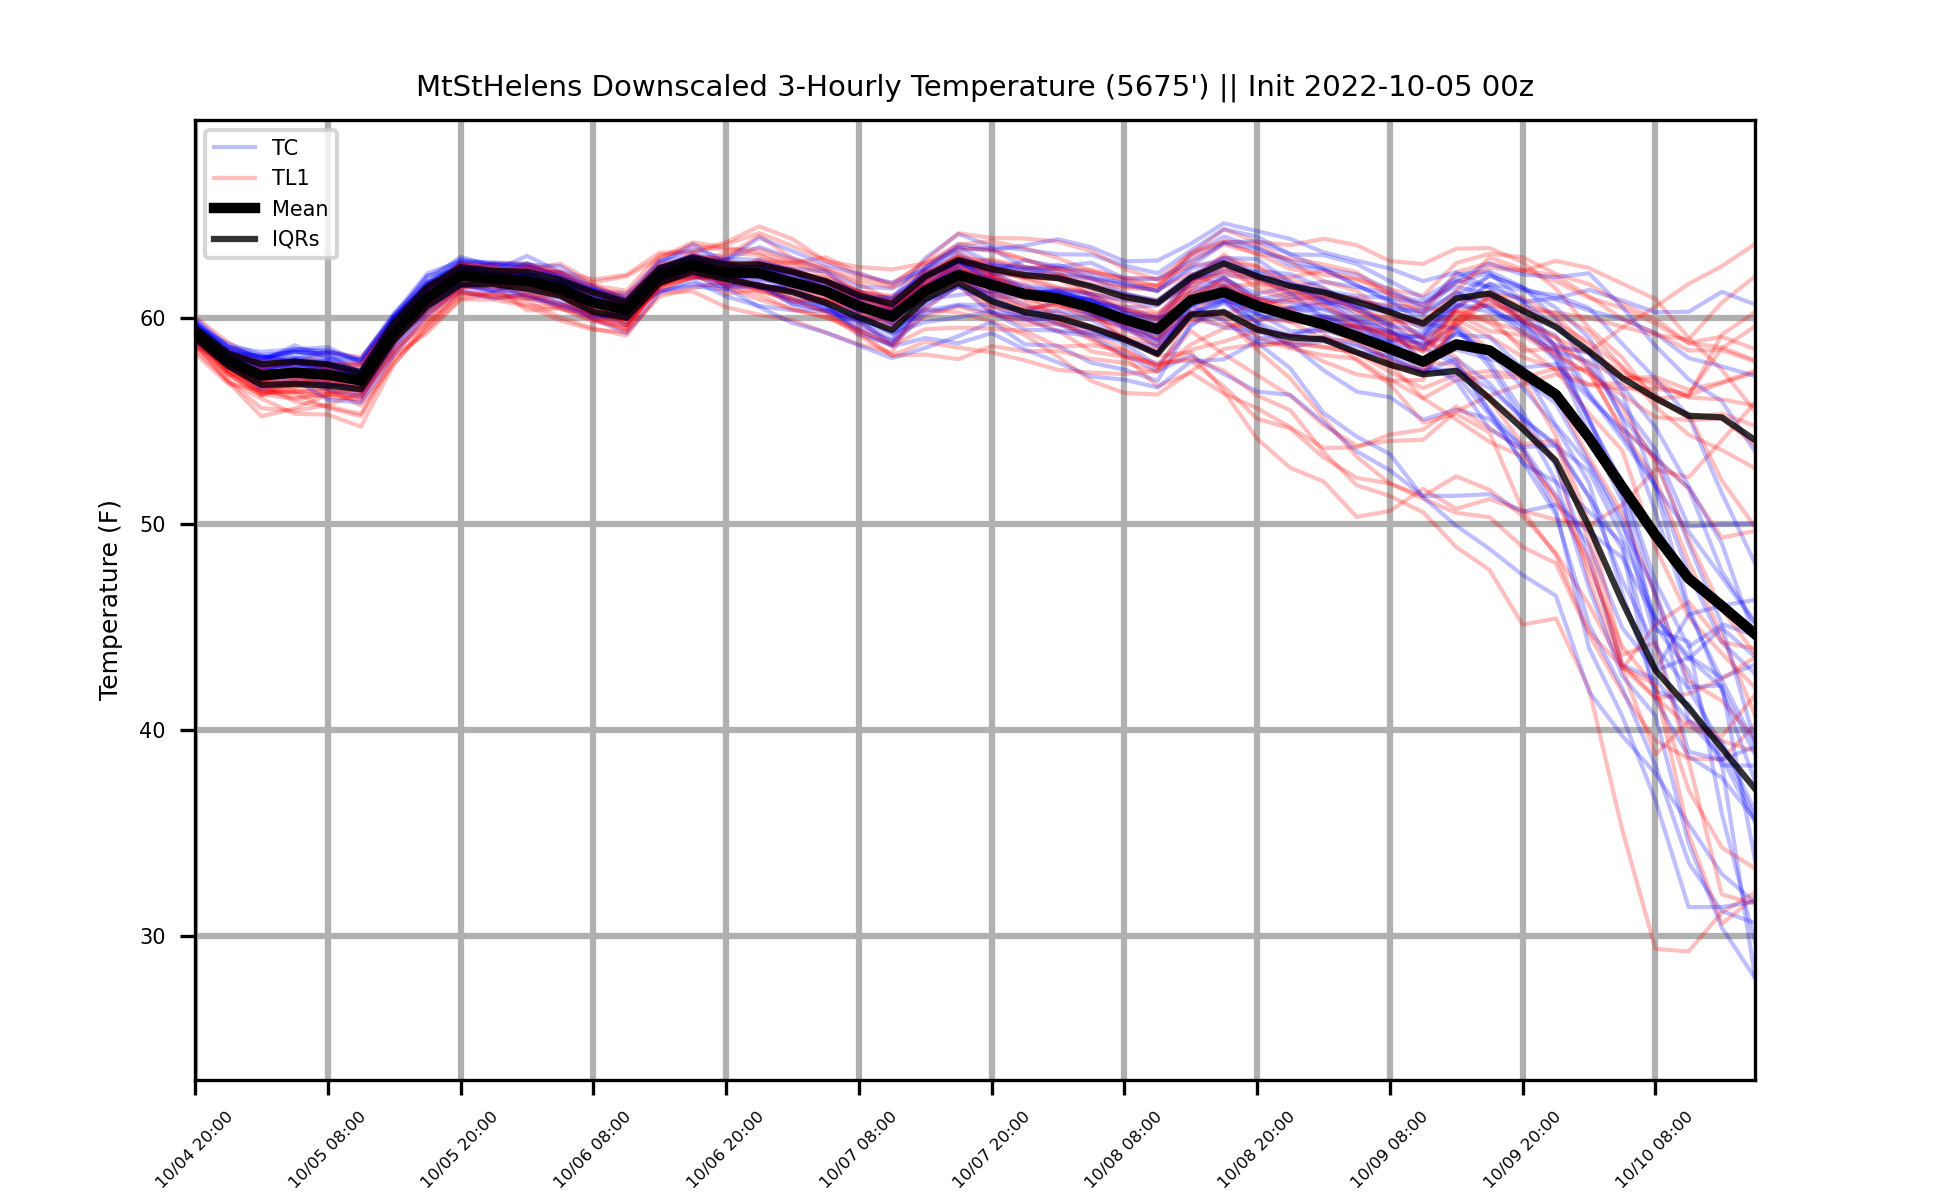 MtStHelens Downscaled 3-Hourly Temperature (5675') || Init 2022-10-05 00z
TC
TL1
Mean
IQRs
Temperature (F)
60
50
40
30
10/04 20:00
10/05 08:00
10/05 20:00
10/06 08:00
10/06 20:00
10/07 08:00
10/07 20:00
10/08 08:00
10/08 20:00
10/09 08:00
10/09 20:00
10/10 08:00